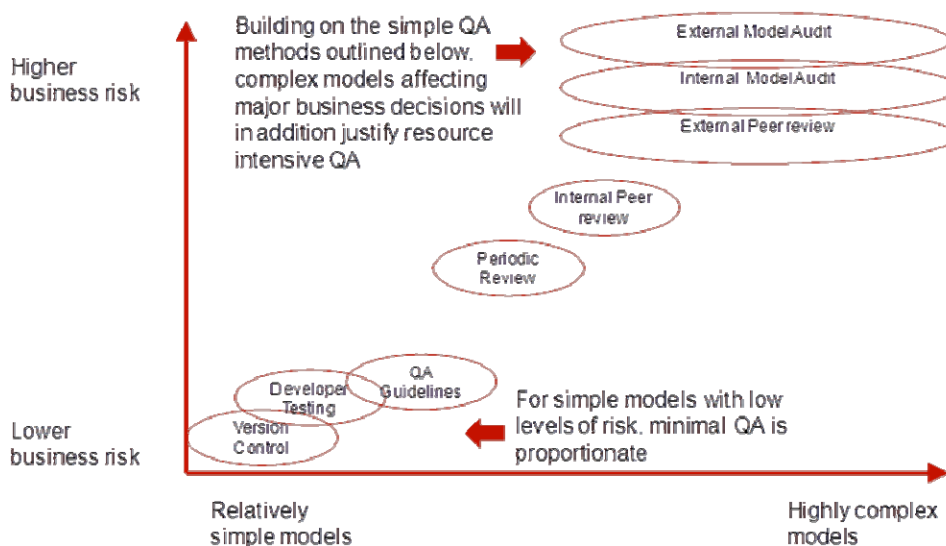 Building on the simple QA
methods outlined below,
complex models affecting
major business decisions will
in addition justify resource
intensive QA
Higher
business risk
External Model Audit
Internal Model Audit
External Peer review
Internal Peer
review
Periodic
Review
QA
Guidelines
Developer
Testing
Version
Control
For simple models with low
levels of risk, minimal QA is
proportionate
Lower
business risk
Relatively
simple models
Highly complex
models